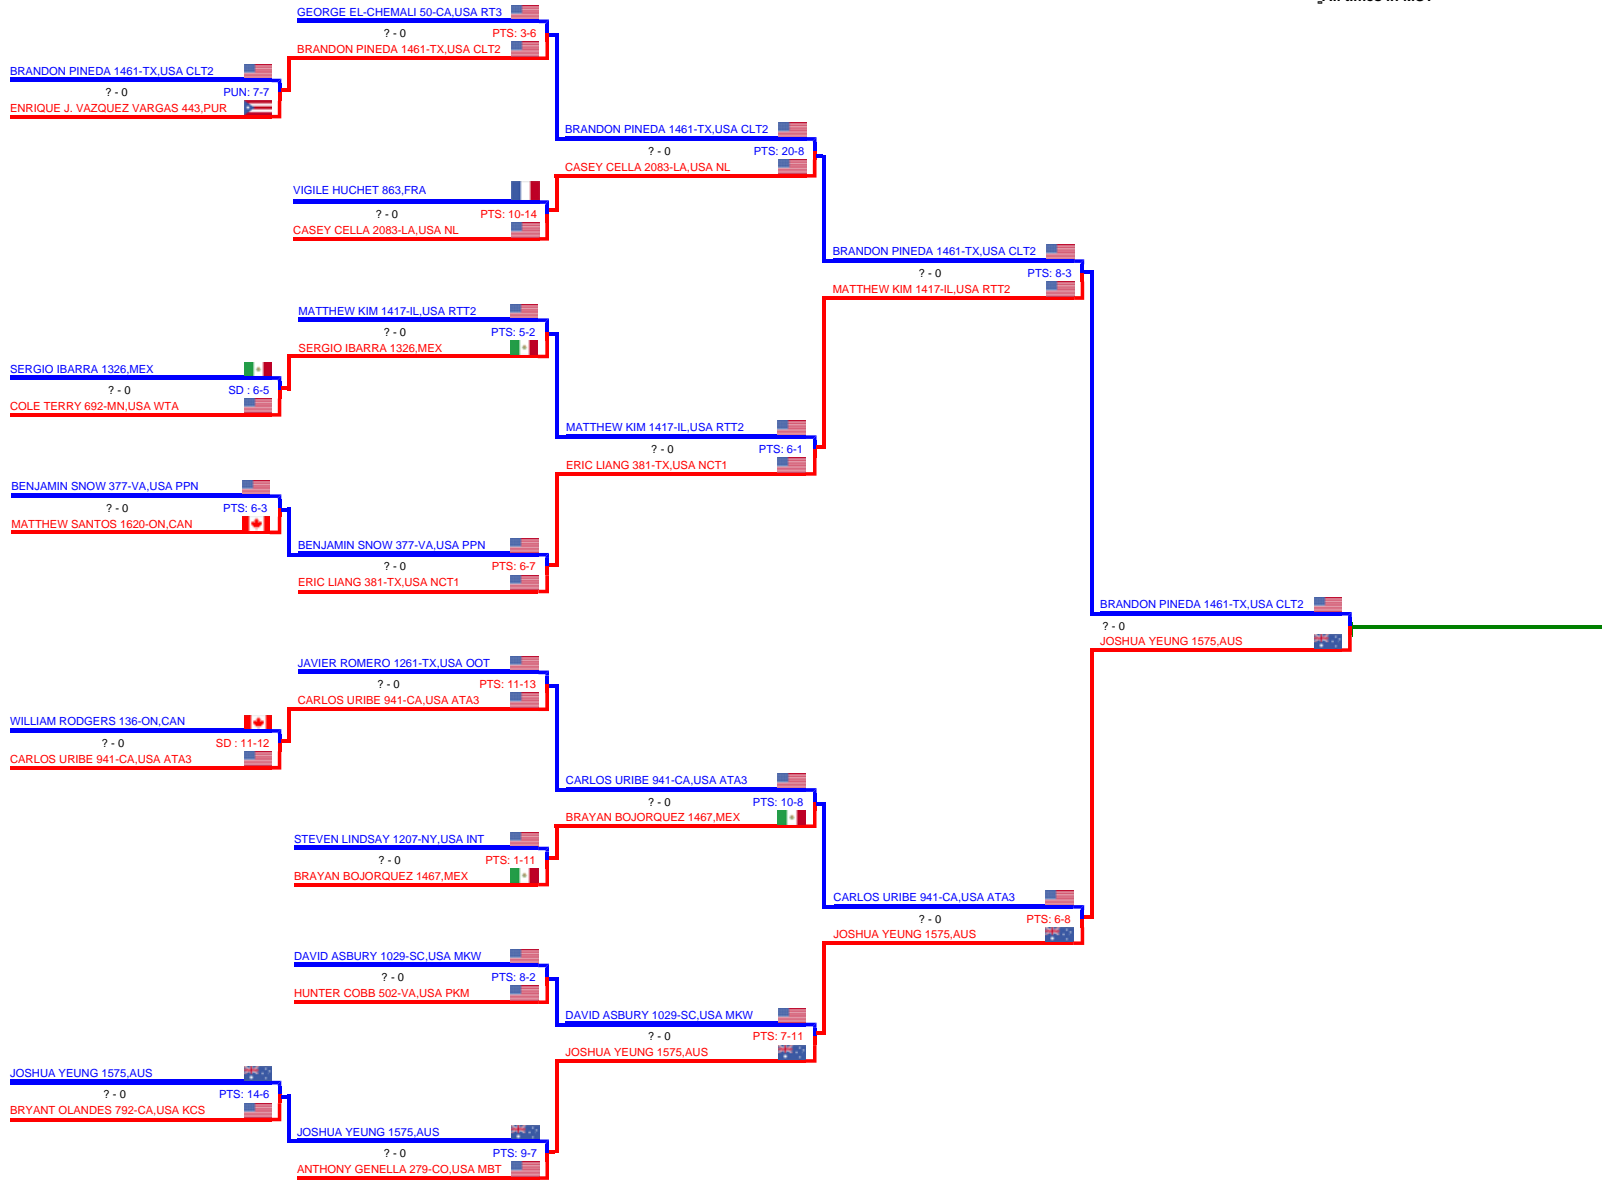 GEORGE EL-CHEMALI 50-CA,USA RT3
? - 0 PTS: 3-6
BRANDON PINEDA 1461-TX,USA CLT2
BRANDON PINEDA 1461-TX,USA CLT2
? - 0 PUN: 7-7
ENRIQUE J. VAZQUEZ VARGAS 443,PUR
BRANDON PINEDA 1461-TX,USA CLT2
? - 0 PTS: 20-8
CASEY CELLA 2083-LA,USA NL
VIGILE HUCHET 863,FRA
? - 0 PTS: 10-14
CASEY CELLA 2083-LA,USA NL
BRANDON PINEDA 1461-TX,USA CLT2
? - 0 PTS: 8-3
MATTHEW KIM 1417-IL,USA RTT2
MATTHEW KIM 1417-IL,USA RTT2
? - 0 PTS: 5-2
SERGIO IBARRA 1326,MEX
SERGIO IBARRA 1326,MEX
? - 0 SD : 6-5
COLE TERRY 692-MN,USA WTA
MATTHEW KIM 1417-IL,USA RTT2
? - 0 PTS: 6-1
ERIC LIANG 381-TX,USA NCT1
BENJAMIN SNOW 377-VA,USA PPN
? - 0 PTS: 6-3
MATTHEW SANTOS 1620-ON,CAN
BENJAMIN SNOW 377-VA,USA PPN
? - 0 PTS: 6-7
ERIC LIANG 381-TX,USA NCT1
BRANDON PINEDA 1461-TX,USA CLT2
? - 0
JOSHUA YEUNG 1575,AUS
JAVIER ROMERO 1261-TX,USA OOT
? - 0 PTS: 11-13
CARLOS URIBE 941-CA,USA ATA3
WILLIAM RODGERS 136-ON,CAN
? - 0 SD : 11-12
CARLOS URIBE 941-CA,USA ATA3
CARLOS URIBE 941-CA,USA ATA3
? - 0 PTS: 10-8
BRAYAN BOJORQUEZ 1467,MEX
STEVEN LINDSAY 1207-NY,USA INT
? - 0 PTS: 1-11
BRAYAN BOJORQUEZ 1467,MEX
CARLOS URIBE 941-CA,USA ATA3
? - 0 PTS: 6-8
JOSHUA YEUNG 1575,AUS
DAVID ASBURY 1029-SC,USA MKW
? - 0 PTS: 8-2
HUNTER COBB 502-VA,USA PKM
DAVID ASBURY 1029-SC,USA MKW
? - 0 PTS: 7-11
JOSHUA YEUNG 1575,AUS
JOSHUA YEUNG 1575,AUS
? - 0 PTS: 14-6
BRYANT OLANDES 792-CA,USA KCS
JOSHUA YEUNG 1575,AUS
? - 0 PTS: 9-7
ANTHONY GENELLA 279-CO,USA MBT